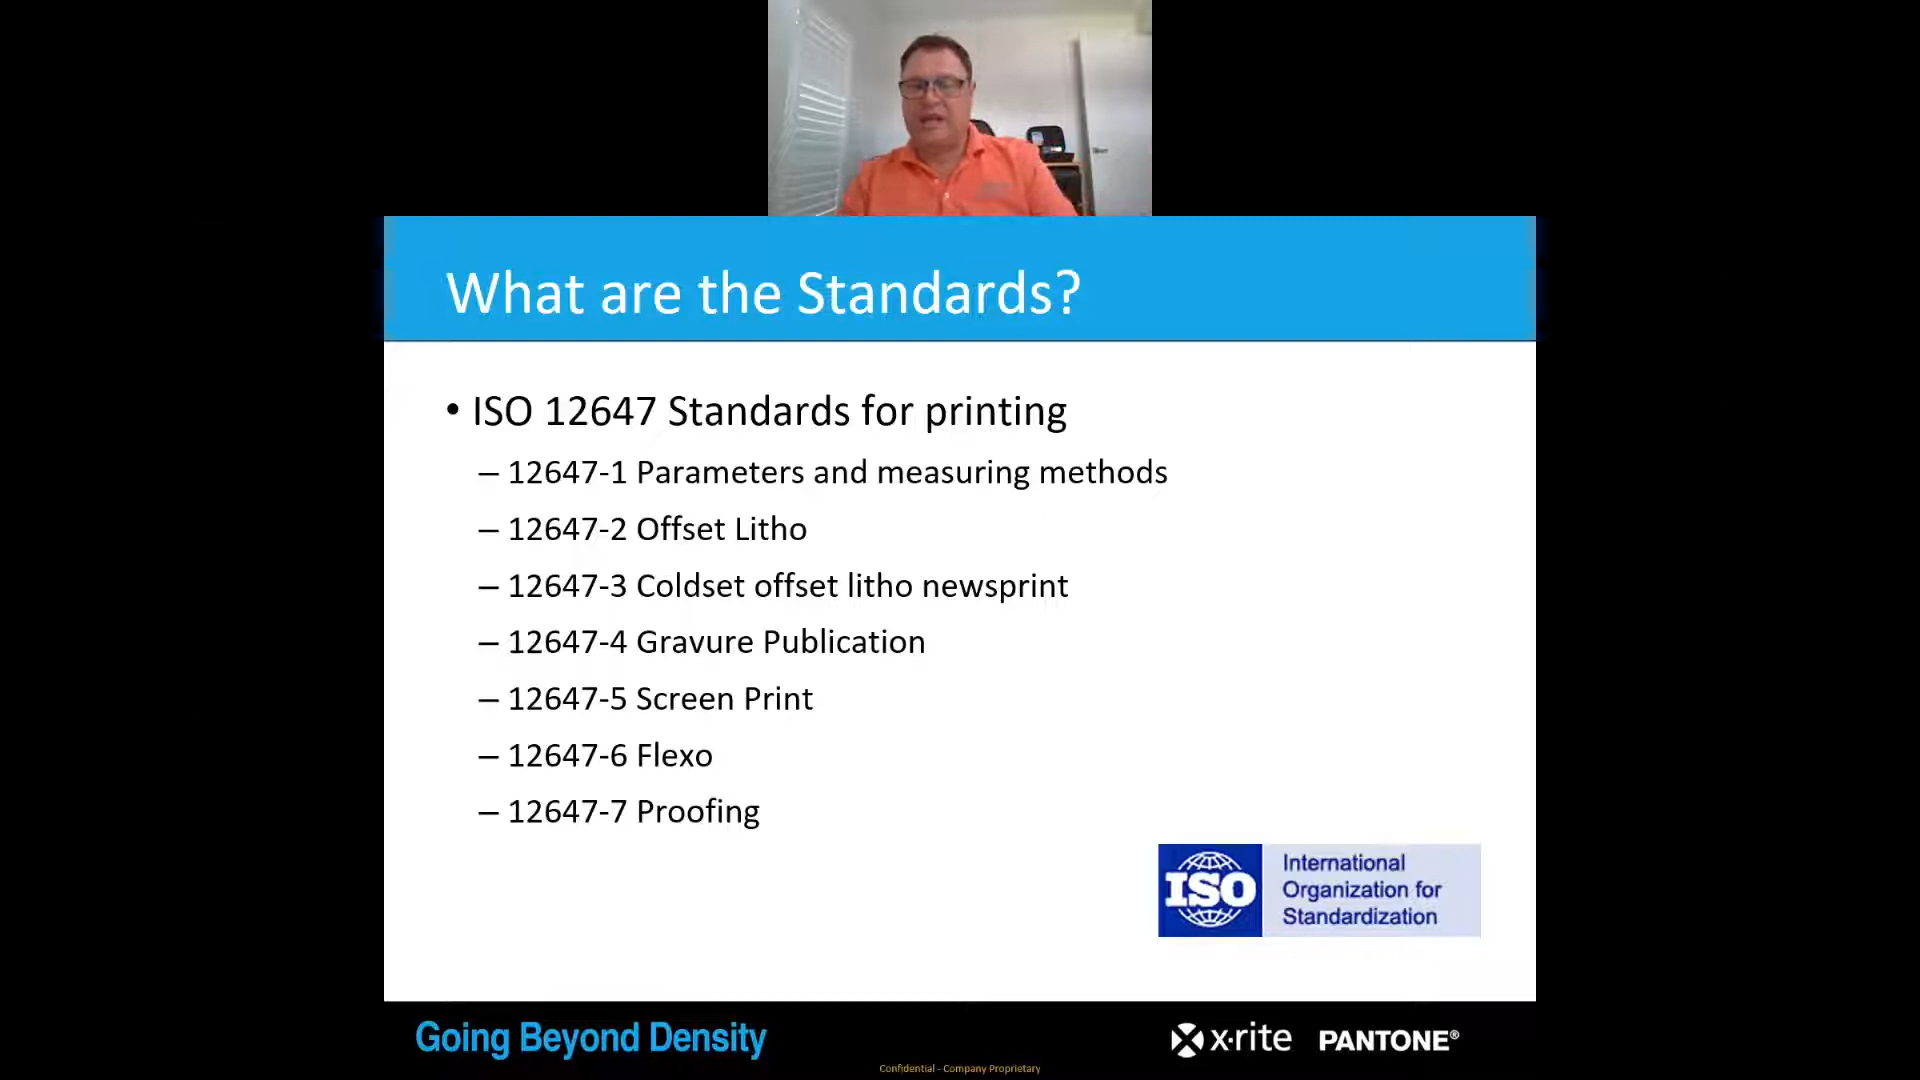 What are the Standards?
• ISO 12647 Standards for printing
– 12647-1 Parameters and measuring methods
– 12647-2 Offset Litho
– 12647-3 Coldset offset litho newsprint
– 12647-4 Gravure Publication
– 12647-5 Screen Print
– 12647-6 Flexo
– 12647-7 Proofing
ISO
International
Organization for
Standardization
Going Beyond Density
x·rite
PANTONE®
Confidential - Company Proprietary